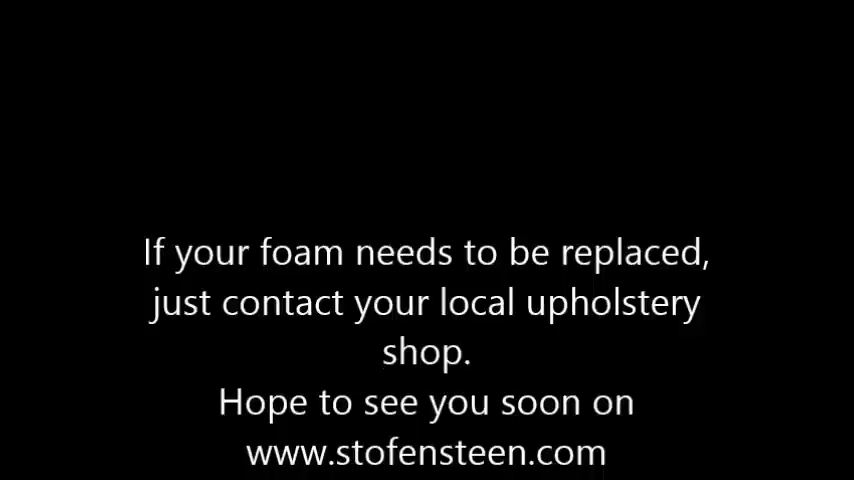 If your foam needs to be replaced,
just contact your local upholstery
shop.
Hope to see you soon on
www.stofensteen.com